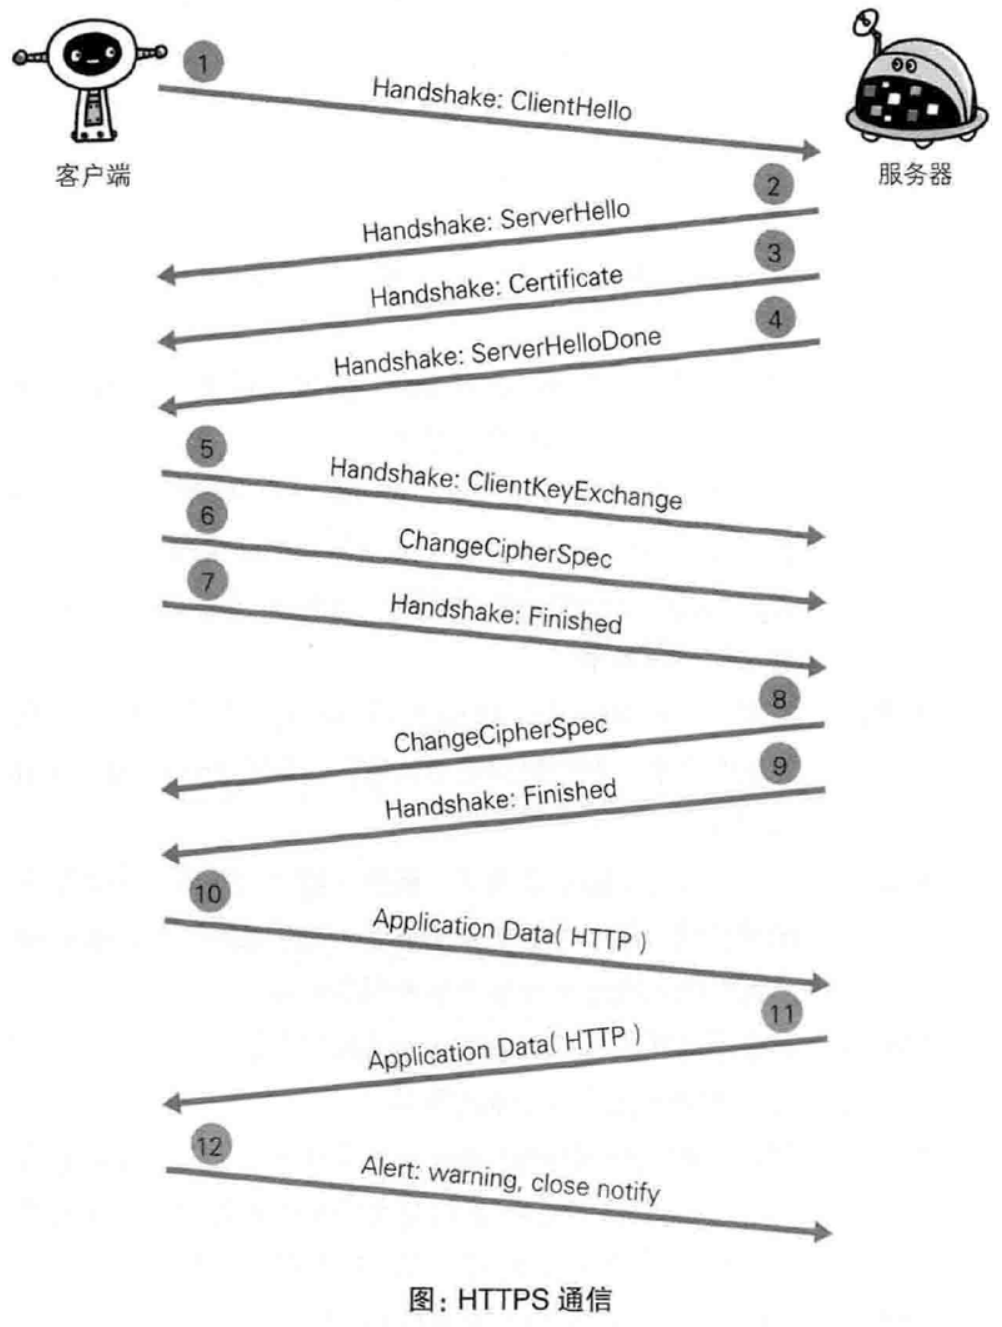 1
Handshake: ClientHello
客户端
服务器
2
Handshake: ServerHello
3
Handshake: Certificate
4
Handshake: ServerHelloDone
5
Handshake: ClientKeyExchange
6
ChangeCipherSpec
7
Handshake: Finished
8
ChangeCipherSpec
9
Handshake: Finished
10
Application Data( HTTP )
11
Application Data( HTTP )
12
Alert: warning, close notify
图：HTTPS 通信